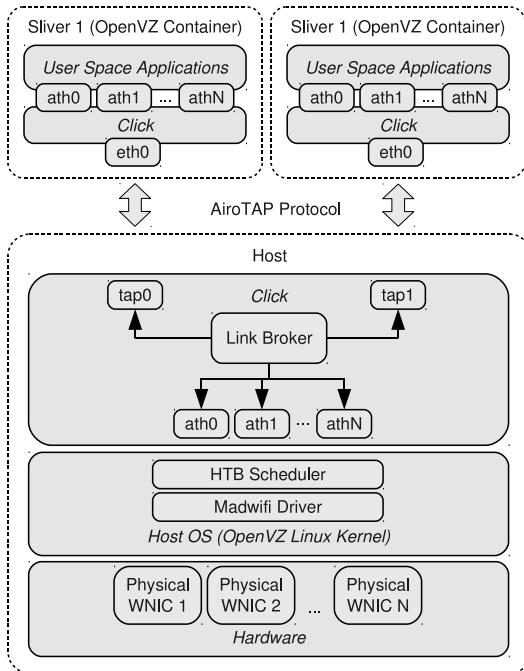 Sliver 1 (OpenVZ Container)
User Space Applications
ath0 ath1 ... athN
Click
eth0
Sliver 1 (OpenVZ Container)
User Space Applications
ath0 ath1 ... athN
Click
eth0
AiroTAP Protocol
Host
tap0 Click tap1
Link Broker
ath0 ath1 ... athN
HTB Scheduler
Madwifi Driver
Host OS (OpenVZ Linux Kernel)
Physical Physical Physical
WNIC 1 WNIC 2 ... WNIC N
Hardware